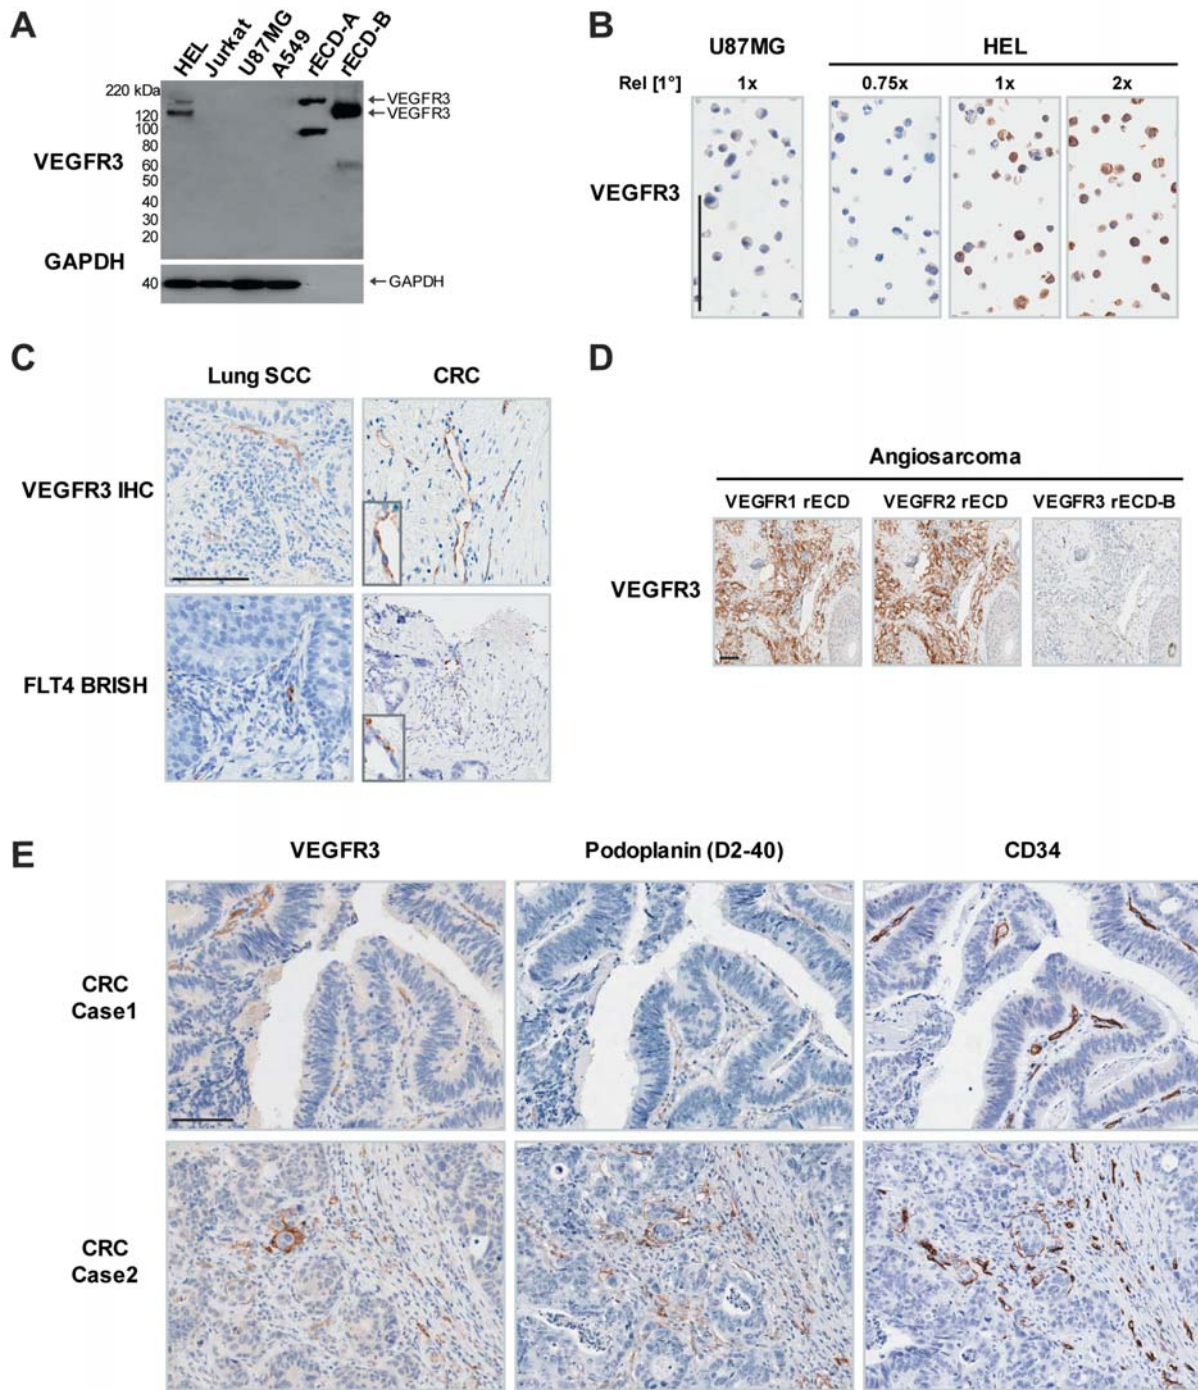 A
HEL
Jurkat
U87MG
A549
rECD-A
rECD-B
220 kDa
120
100
80
60
50
40
30
20
VEGFR3
←VEGFR3
←VEGFR3
GAPDH
40
←GAPDH
B
U87MG HEL
Rel [1°] 1x 0.75x 1x 2x
VEGFR3
C
Lung SCC CRC
VEGFR3 IHC
FLT4 BRISH
D
Angiosarcoma
VEGFR1 rECD VEGFR2 rECD VEGFR3 rECD-B
VEGFR3
E
VEGFR3 Podoplanin (D2-40) CD34
CRC
Case1
CRC
Case2